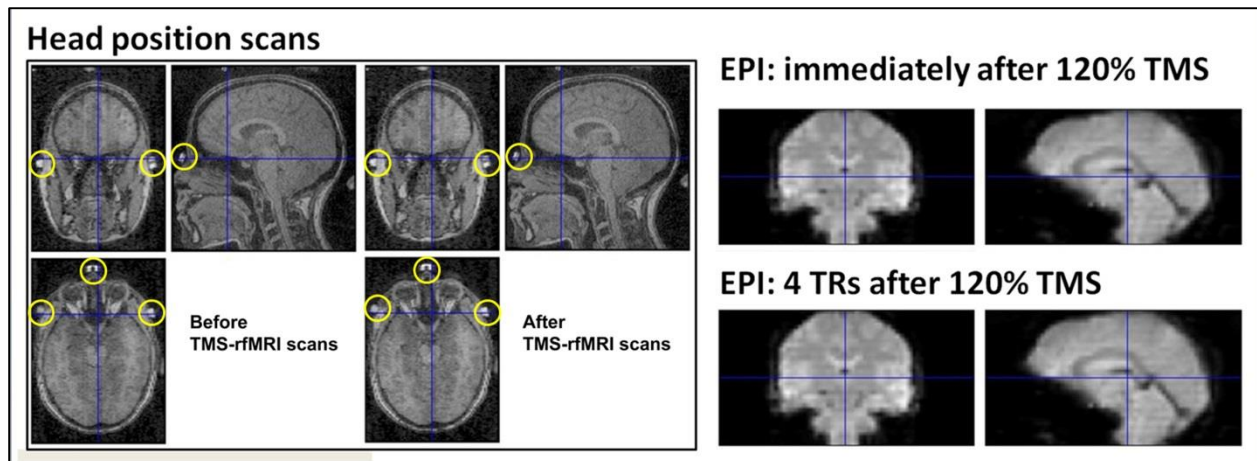 Head position scans
Before
TMS-rfMRI scans
After
TMS-rfMRI scans
EPI: immediately after 120% TMS
EPI: 4 TRs after 120% TMS